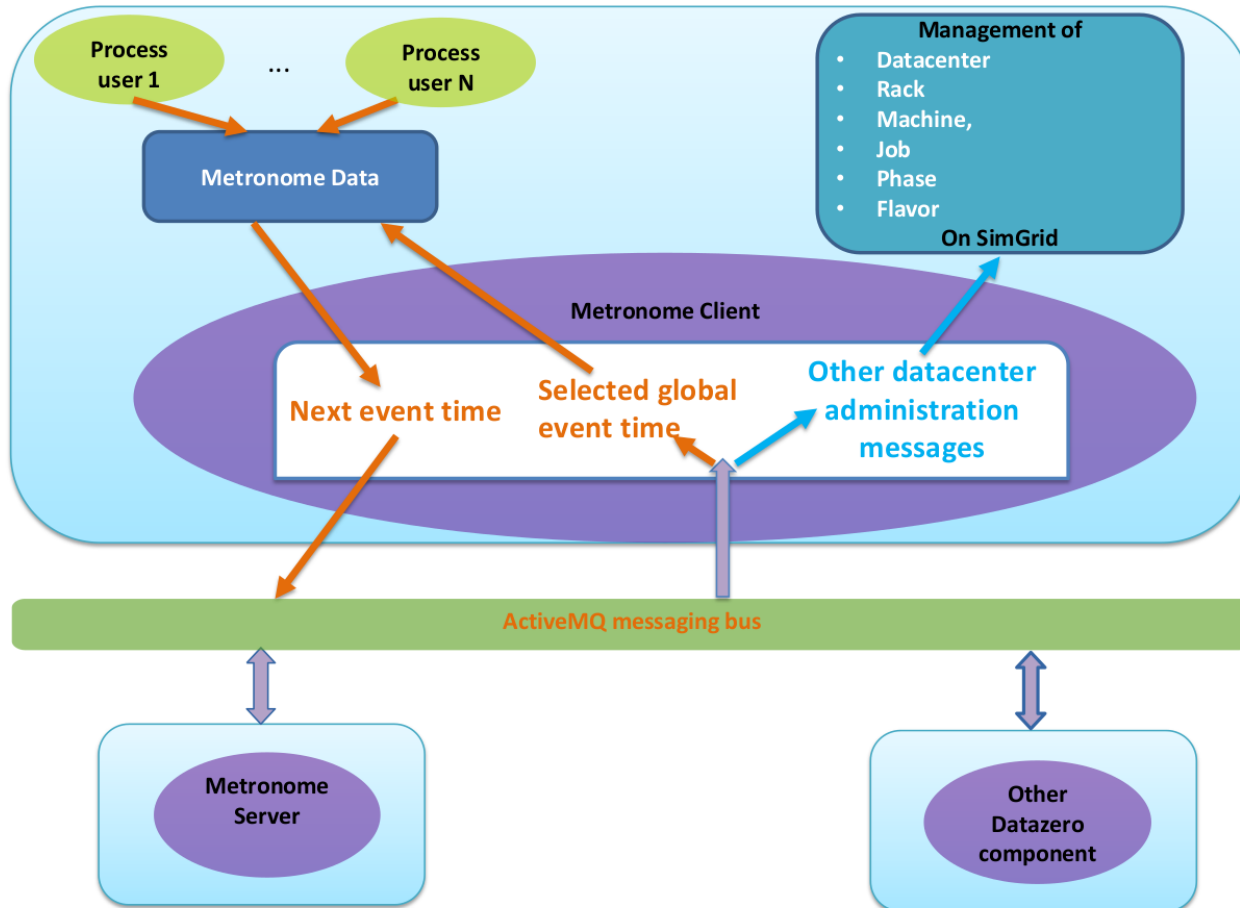 Process
user 1
...
Process
user N
Management of
• Datacenter
• Rack
• Machine,
• Job
• Phase
• Flavor
On SimGrid
Metronome Data
Metronome Client
Next event time
Selected global
event time
Other datacenter
administration
messages
ActiveMQ messaging bus
Metronome
Server
Other
Datazero
component